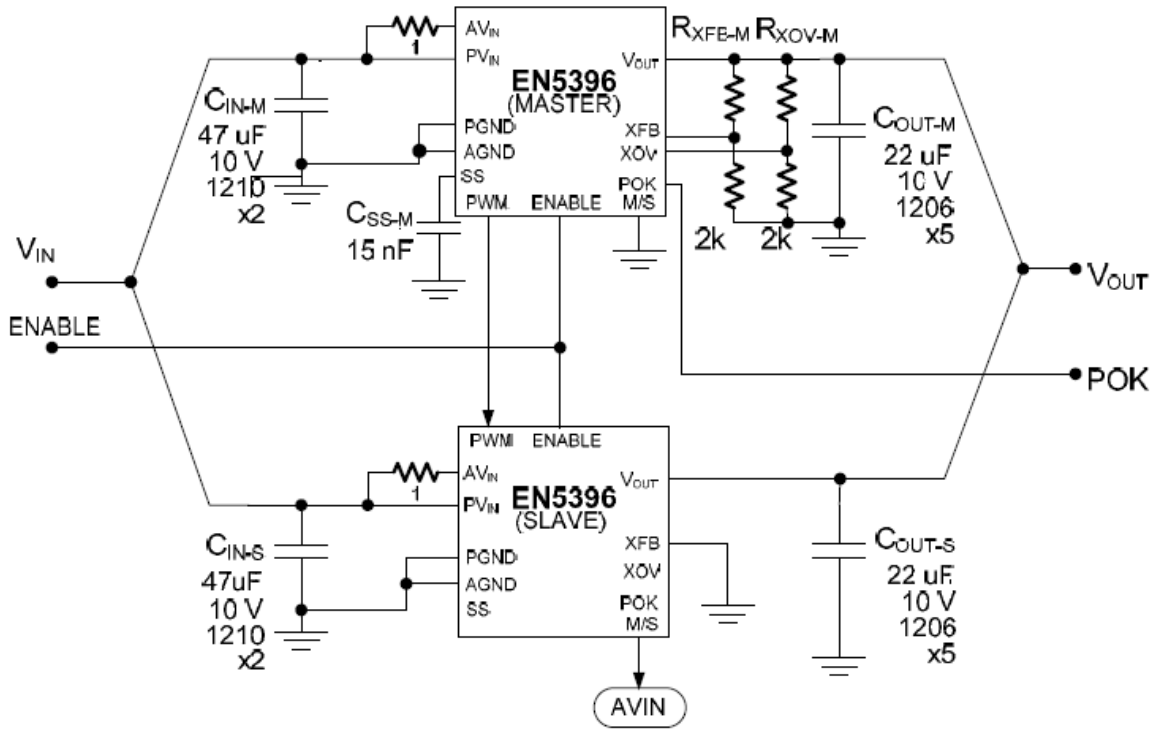 AVIN
1
PVIN
EN5396
(MASTER)
VOUT
RXFB-M RXOV-M
CIN-M
47 uF
10 V
1210
x2
PGND
AGND
SS
PWM
ENABLE
XFB
XOV
POK
M/S
COUT-M
22 uF
10 V
1206
x5
CSS-M
15 nF
2k
2k
VIN
ENABLE
VOUT
POK
PWM
ENABLE
AVIN
1
PVIN
EN5396
(SLAVE)
VOUT
CIN-S
47uF
10 V
1210
x2
PGND
AGND
SS
XFB
XOV
POK
M/S
COUT-S
22 uF
10 V
1206
x5
AVIN